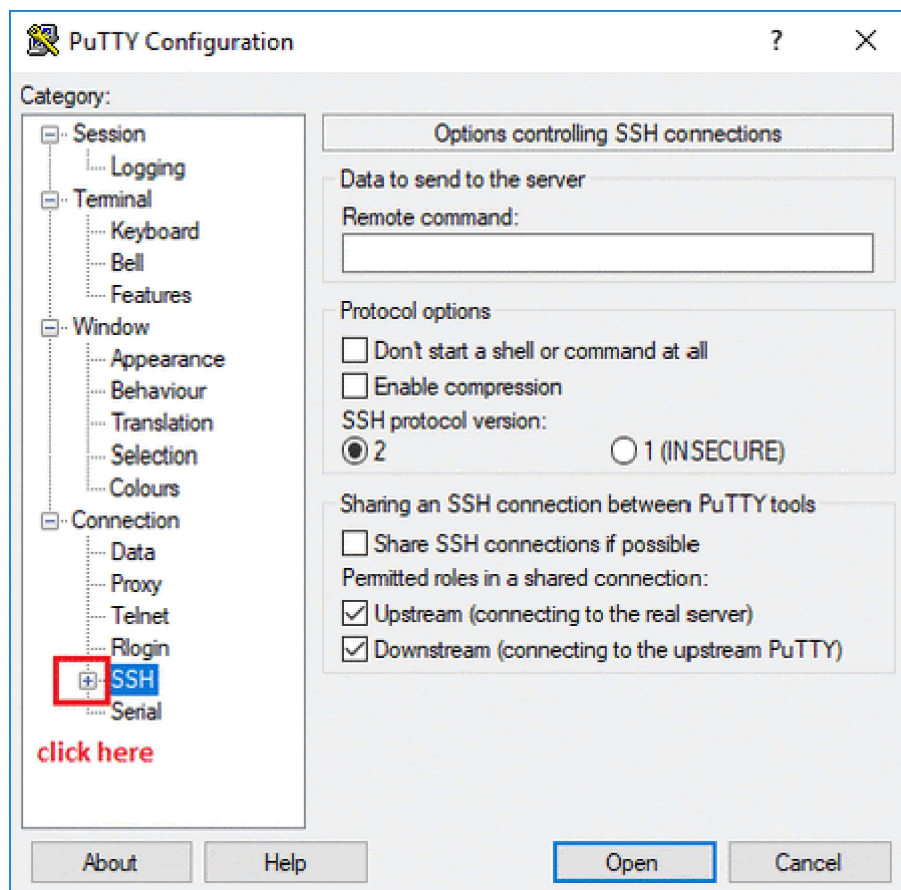 PuTTY Configuration
?
Category:
Session
Logging
Terminal
Keyboard
Bell
Features
Window
Appearance
Behaviour
Translation
Selection
Colours
Connection
Data
Proxy
Telnet
Rlogin
SSH
Serial
click here
Options controlling SSH connections
Data to send to the server
Remote command:
Protocol options
Don't start a shell or command at all
Enable compression
SSH protocol version:
2 1 (INSECURE)
Sharing an SSH connection between PuTTY tools
Share SSH connections if possible
Permitted roles in a shared connection:
Upstream (connecting to the real server)
Downstream (connecting to the upstream PuTTY)
About Help Open Cancel